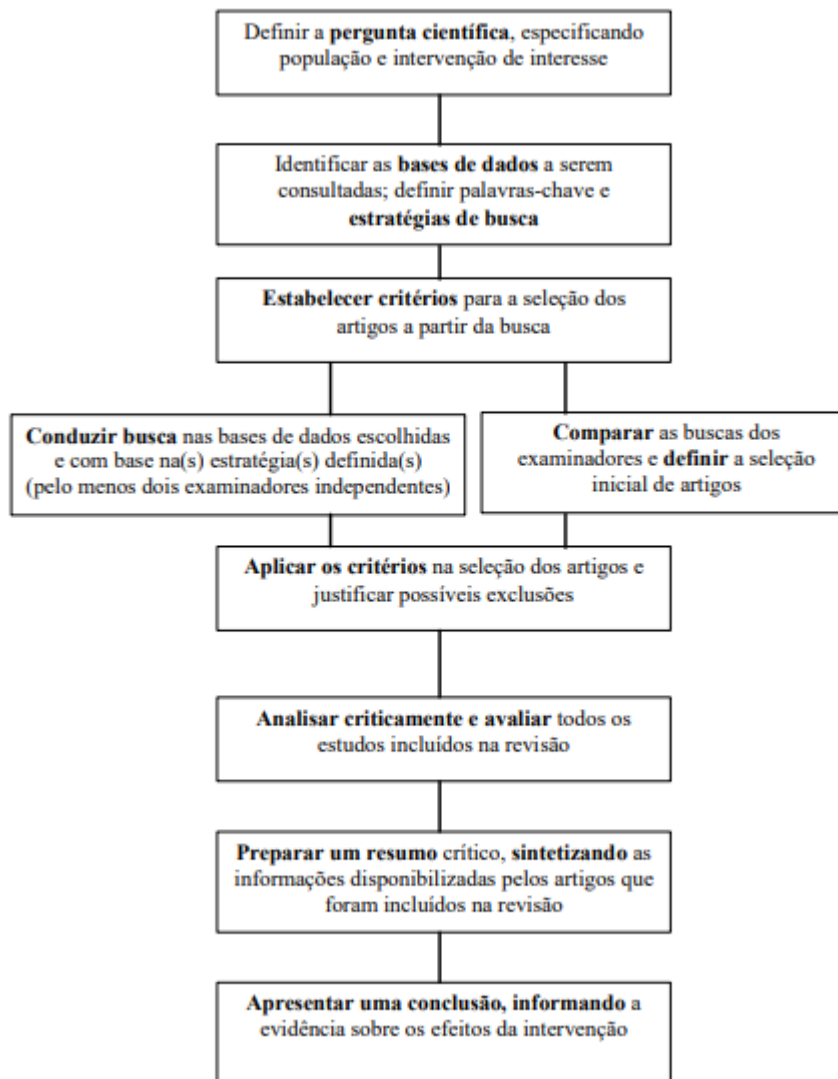 Definir a pergunta científica, especificando
população e intervenção de interesse
Identificar as bases de dados a serem
consultadas; definir palavras-chave e
estratégias de busca
Estabelecer critérios para a seleção dos
artigos a partir da busca
Conduzir busca nas bases de dados escolhidas
e com base na(s) estratégia(s) definida(s)
(pelo menos dois examinadores independentes)
Comparar as buscas dos
examinadores e definir a seleção
inicial de artigos
Aplicar os critérios na seleção dos artigos e
justificar possíveis exclusões
Analisar criticamente e avaliar todos os
estudos incluídos na revisão
Preparar um resumo crítico, sintetizando as
informações disponibilizadas pelos artigos que
foram incluídos na revisão
Apresentar uma conclusão, informando a
evidência sobre os efeitos da intervenção